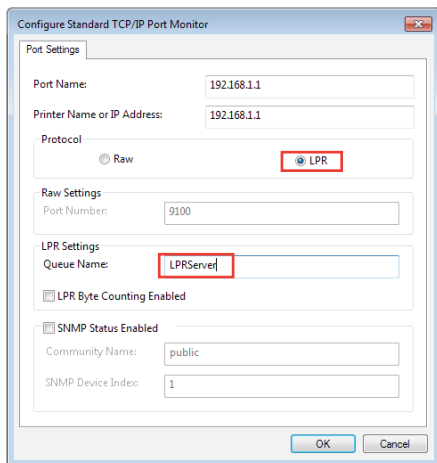 Configure Standard TCP/IP Port Monitor
Port Settings
Port Name: 192.168.1.1
Printer Name or IP Address: 192.168.1.1
Protocol
Raw LPR
Raw Settings
Port Number: 9100
LPR Settings
Queue Name: LPRServer
LPR Byte Counting Enabled
SNMP Status Enabled
Community Name: public
SNMP Device Index: 1
OK Cancel